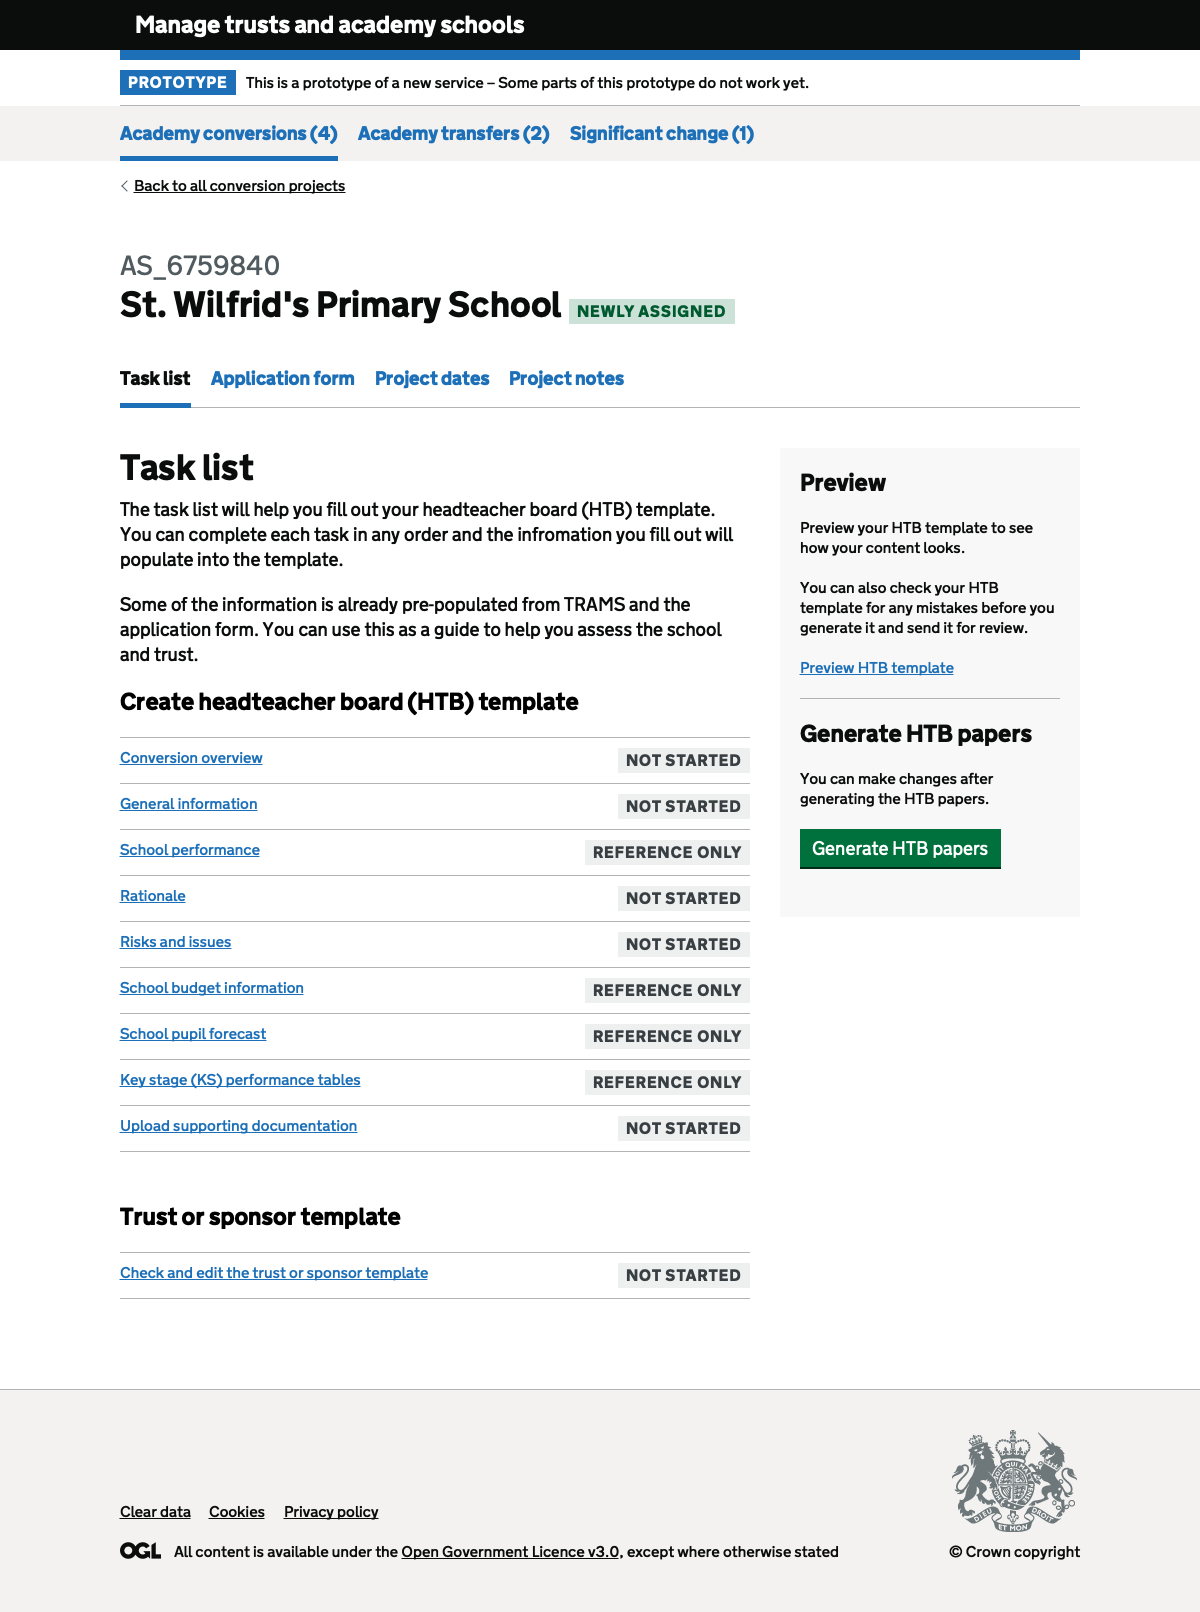 Manage trusts and academy schools
PROTOTYPE This is a prototype of a new service – Some parts of this prototype do not work yet.
Academy conversions (4) Academy transfers (2) Significant change (1)
Back to all conversion projects
AS_6759840
St. Wilfrid's Primary School NEWLY ASSIGNED
Task list Application form Project dates Project notes
Task list
The task list will help you fill out your headteacher board (HTB) template.
You can complete each task in any order and the infromation you fill out will
populate into the template.
Some of the information is already pre-populated from TRAMS and the
application form. You can use this as a guide to help you assess the school
and trust.
Create headteacher board (HTB) template
Conversion overview NOT STARTED
General information NOT STARTED
School performance REFERENCE ONLY
Rationale NOT STARTED
Risks and issues NOT STARTED
School budget information REFERENCE ONLY
School pupil forecast REFERENCE ONLY
Key stage (KS) performance tables REFERENCE ONLY
Upload supporting documentation NOT STARTED
Trust or sponsor template
Check and edit the trust or sponsor template NOT STARTED
Preview
Preview your HTB template to see
how your content looks.
You can also check your HTB
template for any mistakes before you
generate it and send it for review.
Preview HTB template
Generate HTB papers
You can make changes after
generating the HTB papers.
Generate HTB papers
Clear data Cookies Privacy policy
OGL All content is available under the Open Government Licence v3.0, except where otherwise stated
DIEU ET MON DROIT
© Crown copyright